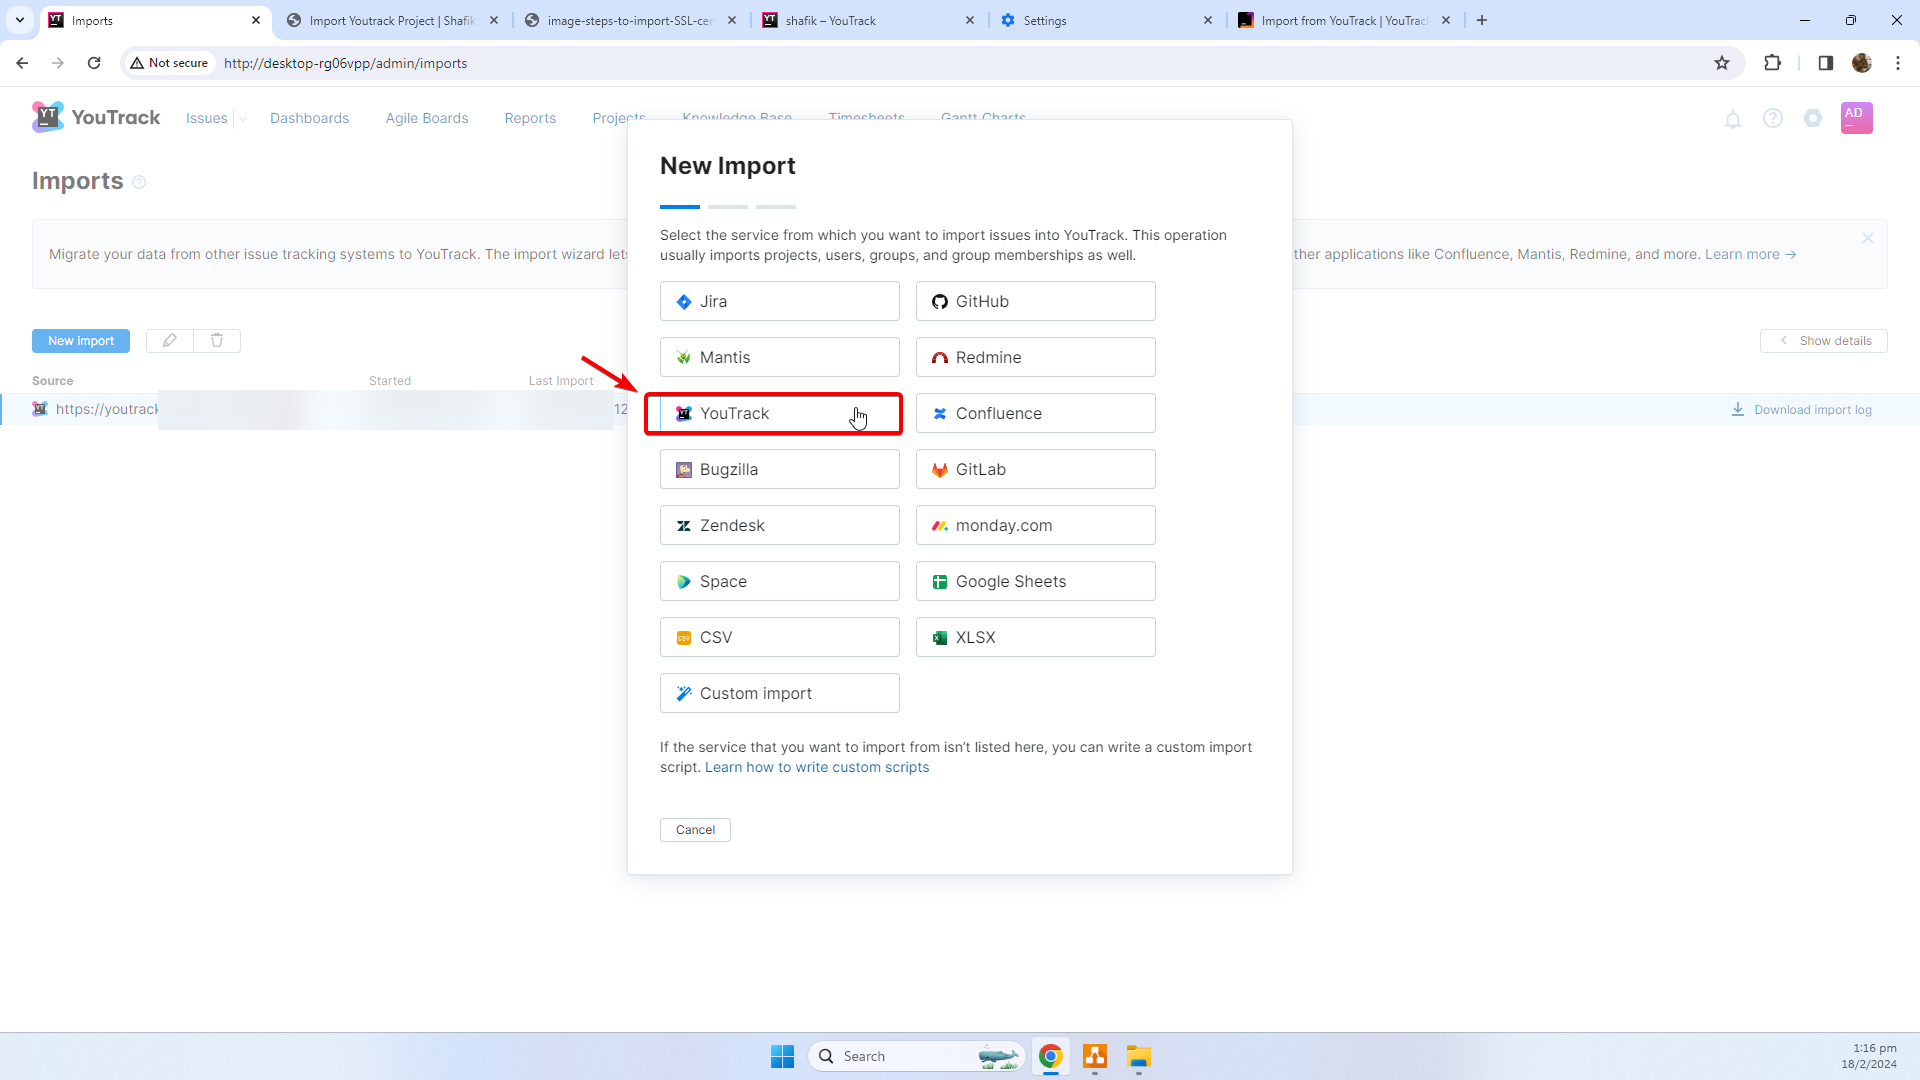 Imports
Import Youtrack Project | Shafik
image-steps-to-import-SSL-cer
shafik – YouTrack
Settings
Import from YouTrack | YouTrac
Not secure
http://desktop-rg06vpp/admin/imports
YT
YouTrack
Issues
Dashboards
Agile Boards
Reports
Projects
Knowledge Base
Timesheets
Gantt Charts
AD
Imports
Migrate your data from other issue tracking systems to YouTrack. The import wizard lets
ther applications like Confluence, Mantis, Redmine, and more. Learn more →
New import
Show details
Source
Started
Last Import
https://youtrack
12
Download import log
New Import
Select the service from which you want to import issues into YouTrack. This operation
usually imports projects, users, groups, and group memberships as well.
Jira
GitHub
Mantis
Redmine
YouTrack
Confluence
Bugzilla
GitLab
Zendesk
monday.com
Space
Google Sheets
CSV
CSV
XLSX
Custom import
If the service that you want to import from isn’t listed here, you can write a custom import
script. Learn how to write custom scripts
Cancel
Search
1:16 pm
18/2/2024